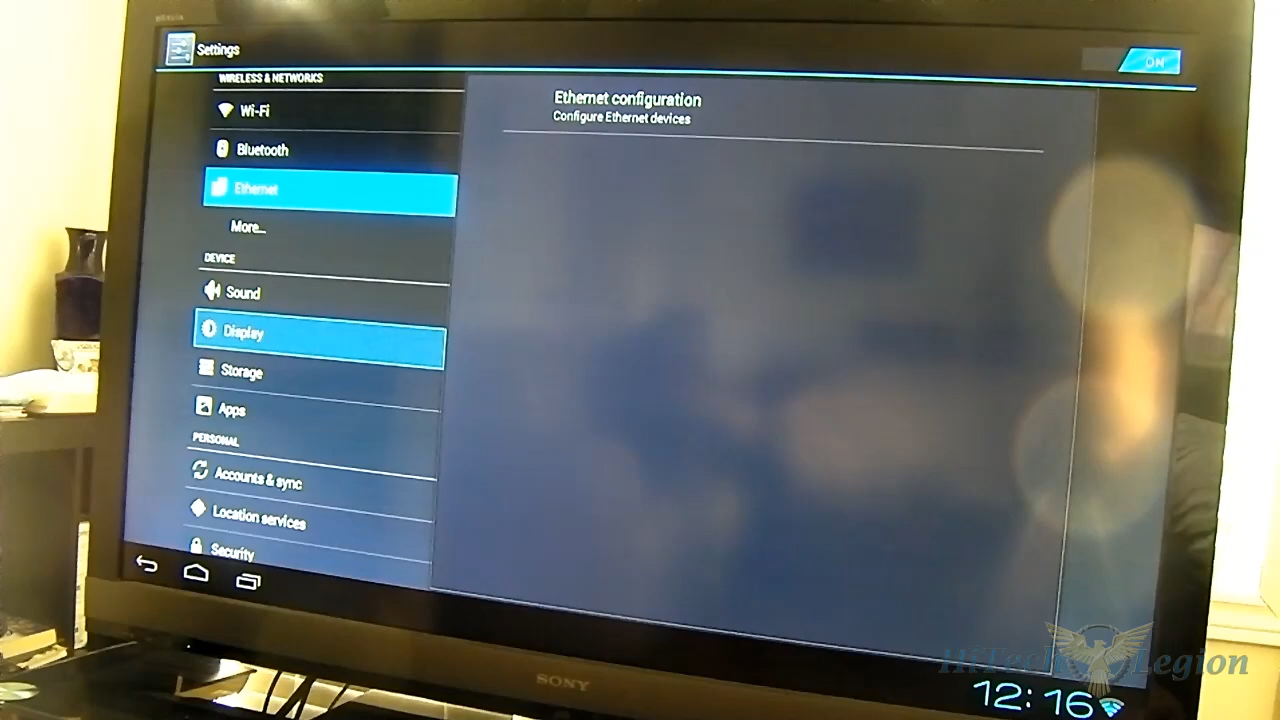 BRAVIA
Settings
ON
WIRELESS & NETWORKS
Wi-Fi
Bluetooth
Ethernet
More...
DEVICE
Sound
Display
Storage
Apps
PERSONAL
Accounts & sync
Location services
Security
Ethernet configuration
Configure Ethernet devices
SONY
HiTech Legion
12:16